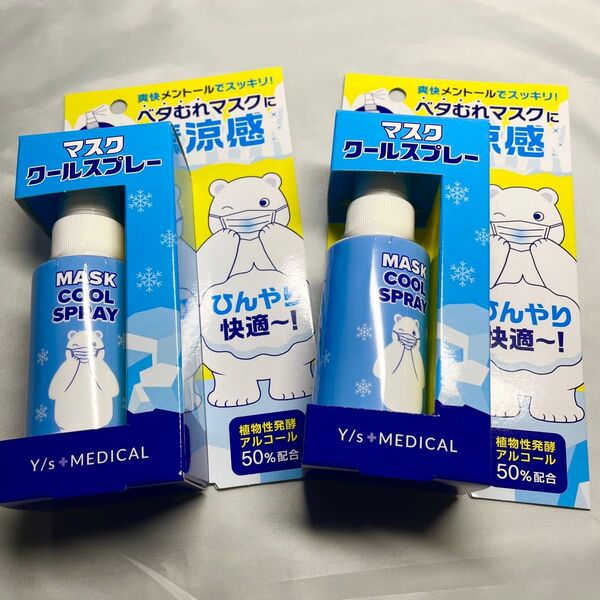 爽快メントールでスッキリ!
ベタむれマスクに
涼感
マスク
クールスプレー
MASK
COOL
SPRAY
ひんやり
快適〜!
植物性発酵
アルコール
50%配合
Y/s+MEDICAL
爽快メントールでスッキリ!
ベタむれマスクに
涼感
マスク
クールスプレー
MASK
COOL
SPRAY
ひんやり
快適〜!
植物性発酵
アルコール
50%配合
Y/s+MEDICAL